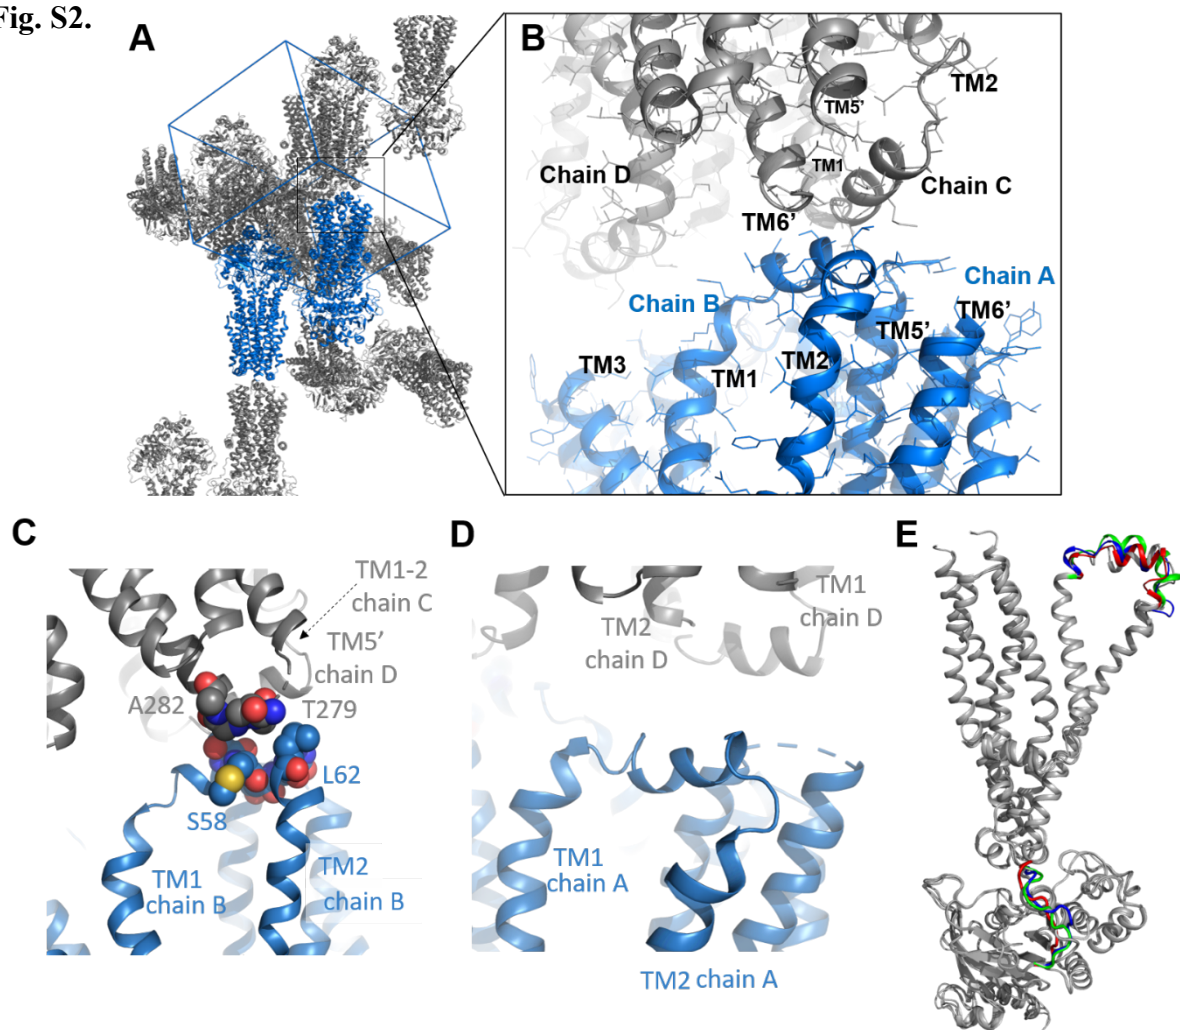 Fig. S2.
A
B
TM2
TM5'
TM1
Chain D
Chain C
TM6'
Chain B
Chain A
TM6'
TM5'
TM3
TM1
TM2
C
D
E
TM1-2
chain C
TM5'
chain D
A282
T279
L62
S58
TM1
chain B
TM2
chain B
TM1
chain D
TM2
chain D
TM1
chain A
TM2 chain A